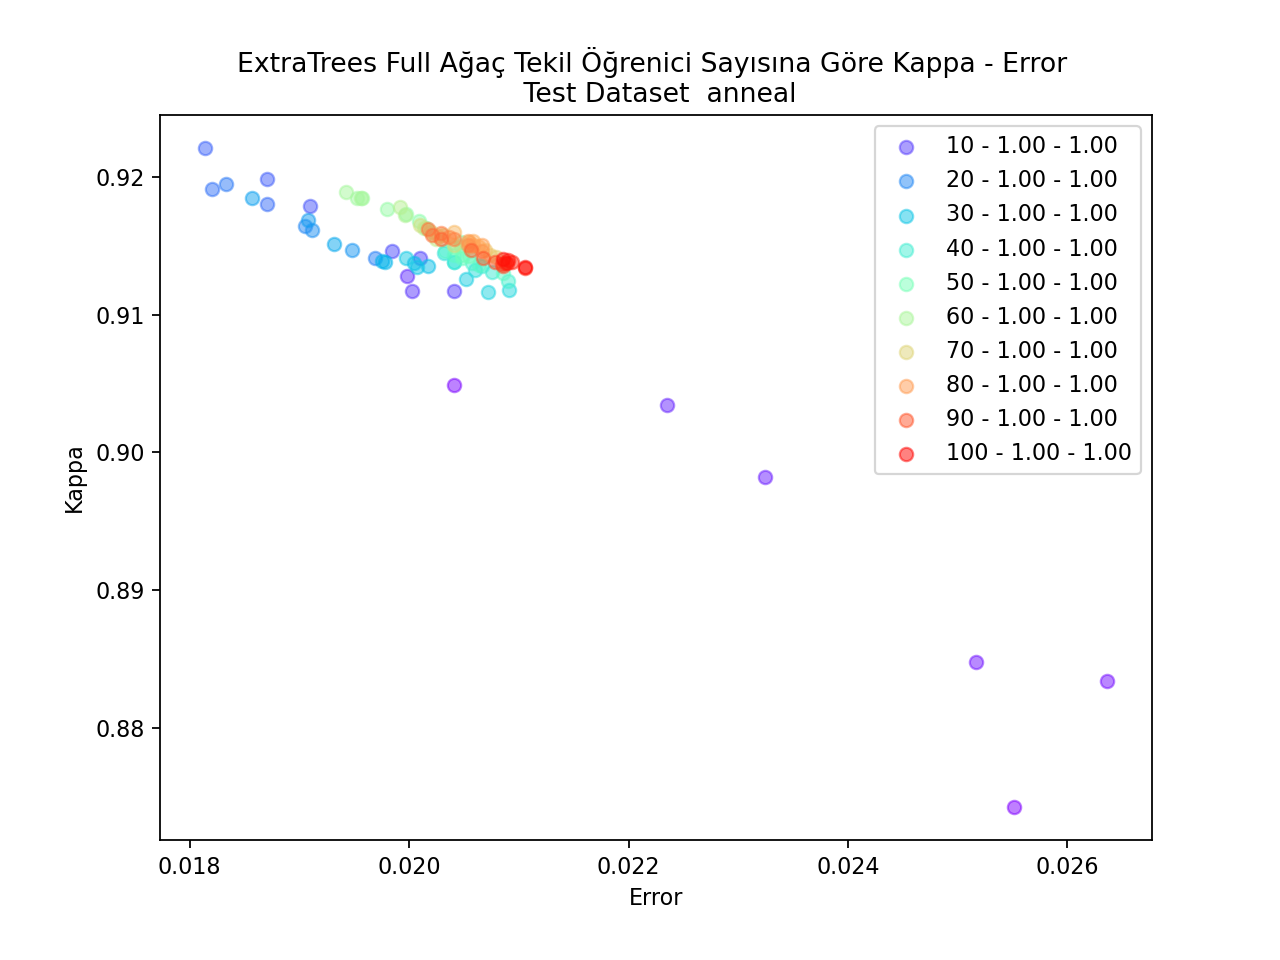 ExtraTrees Full Ağaç Tekil Öğrenici Sayısına Göre Kappa - Error
Test Dataset  anneal
10 - 1.00 - 1.00
20 - 1.00 - 1.00
30 - 1.00 - 1.00
40 - 1.00 - 1.00
50 - 1.00 - 1.00
60 - 1.00 - 1.00
70 - 1.00 - 1.00
80 - 1.00 - 1.00
90 - 1.00 - 1.00
100 - 1.00 - 1.00
0.92
0.91
0.90
0.89
0.88
Kappa
0.018
0.020
0.022
0.024
0.026
Error